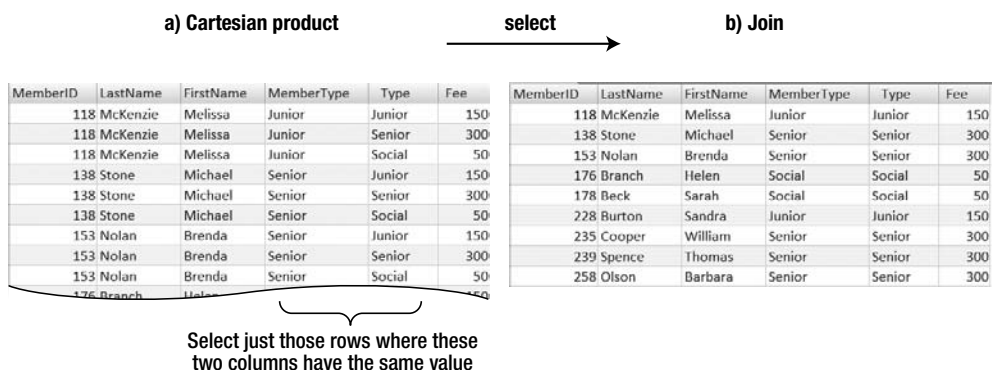 a) Cartesian product select b) Join
MemberID LastName FirstName MemberType Type Fee
118 McKenzie Melissa Junior Junior 150
118 McKenzie Melissa Junior Senior 300
118 McKenzie Melissa Junior Social 50
138 Stone Michael Senior Junior 150
138 Stone Michael Senior Senior 300
138 Stone Michael Senior Social 50
153 Nolan Brenda Senior Junior 150
153 Nolan Brenda Senior Senior 300
153 Nolan Brenda Senior Social 50
176 Branch Helen 150
Select just those rows where these
two columns have the same value
MemberID LastName FirstName MemberType Type Fee
118 McKenzie Melissa Junior Junior 150
138 Stone Michael Senior Senior 300
153 Nolan Brenda Senior Senior 300
176 Branch Helen Social Social 50
178 Beck Sarah Social Social 50
228 Burton Sandra Junior Junior 150
235 Cooper William Senior Senior 300
239 Spence Thomas Senior Senior 300
258 Olson Barbara Senior Senior 300